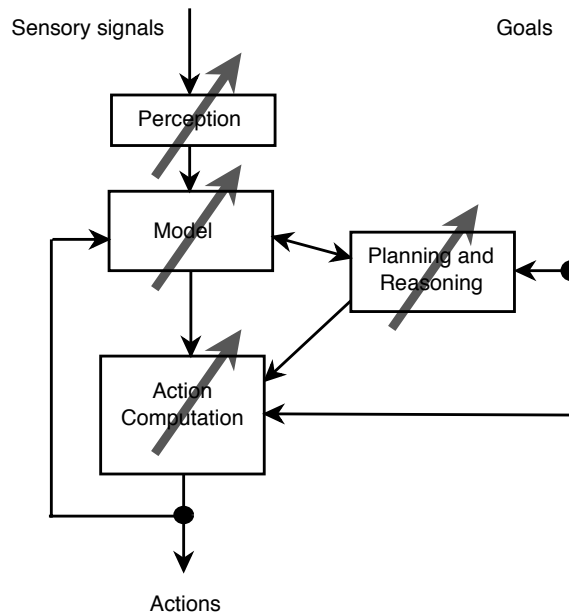 Sensory signals
Goals
Perception
Model
Planning and
Reasoning
Action
Computation
Actions